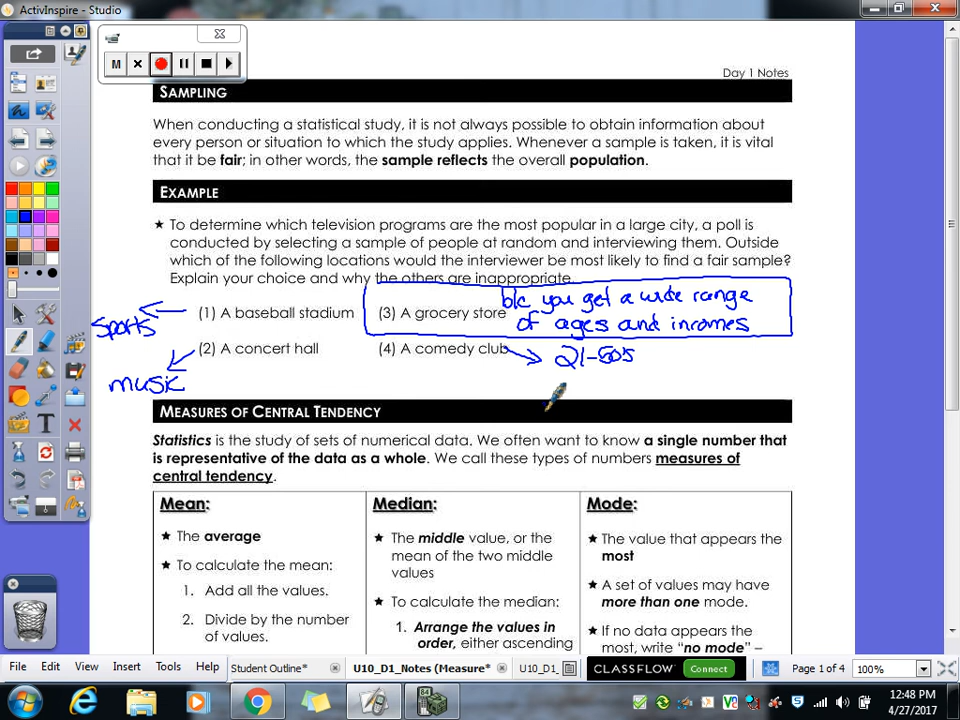 ActivInspire - Studio
Day 1 Notes
SAMPLING
When conducting a statistical study, it is not always possible to obtain information about
every person or situation to which the study applies. Whenever a sample is taken, it is vital
that it be fair; in other words, the sample reflects the overall population.
EXAMPLE
★ To determine which television programs are the most popular in a large city, a poll is
conducted by selecting a sample of people at random and interviewing them. Outside
which of the following locations would the interviewer be most likely to find a fair sample?
Explain your choice and why the others are inappropriate.
(1) A baseball stadium
(3) A grocery store
b/c you get a wide range
of ages and incomes
sports
(2) A concert hall
(4) A comedy club
21-50s
music
MEASURES OF CENTRAL TENDENCY
Statistics is the study of sets of numerical data. We often want to know a single number that
is representative of the data as a whole. We call these types of numbers measures of
central tendency.
Mean:
★ The average
★ To calculate the mean:
1. Add all the values.
2. Divide by the number
of values.
Median:
★ The middle value, or the
mean of the two middle
values
★ To calculate the median:
1. Arrange the values in
order, either ascending
Mode:
★ The value that appears the
most
★ A set of values may have
more than one mode.
★ If no data appears the
most, write "no mode" –
File Edit View Insert Tools Help
Student Outline*
U10_D1_Notes (Measure*
U10_D1_
CLASSFLOW Connect
Page 1 of 4
100%
12:48 PM
4/27/2017